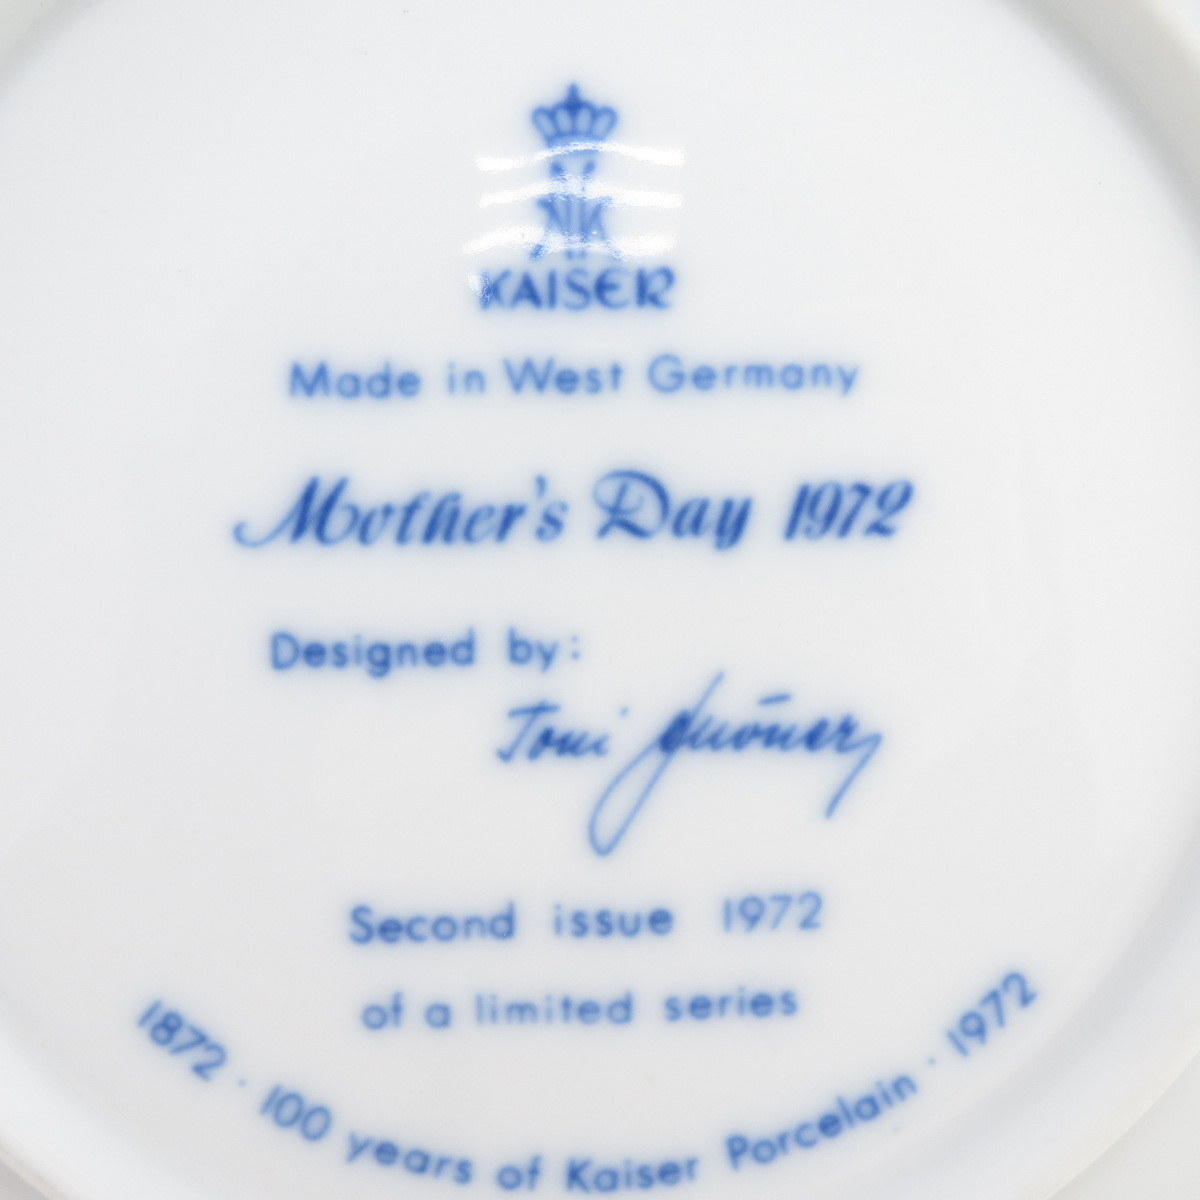 KAISER
Made in West Germany
Mother's Day 1972
Designed by:
Toni
Second issue 1972
of a limited series
1872 · 100 years of Kaiser Porcelain · 1972